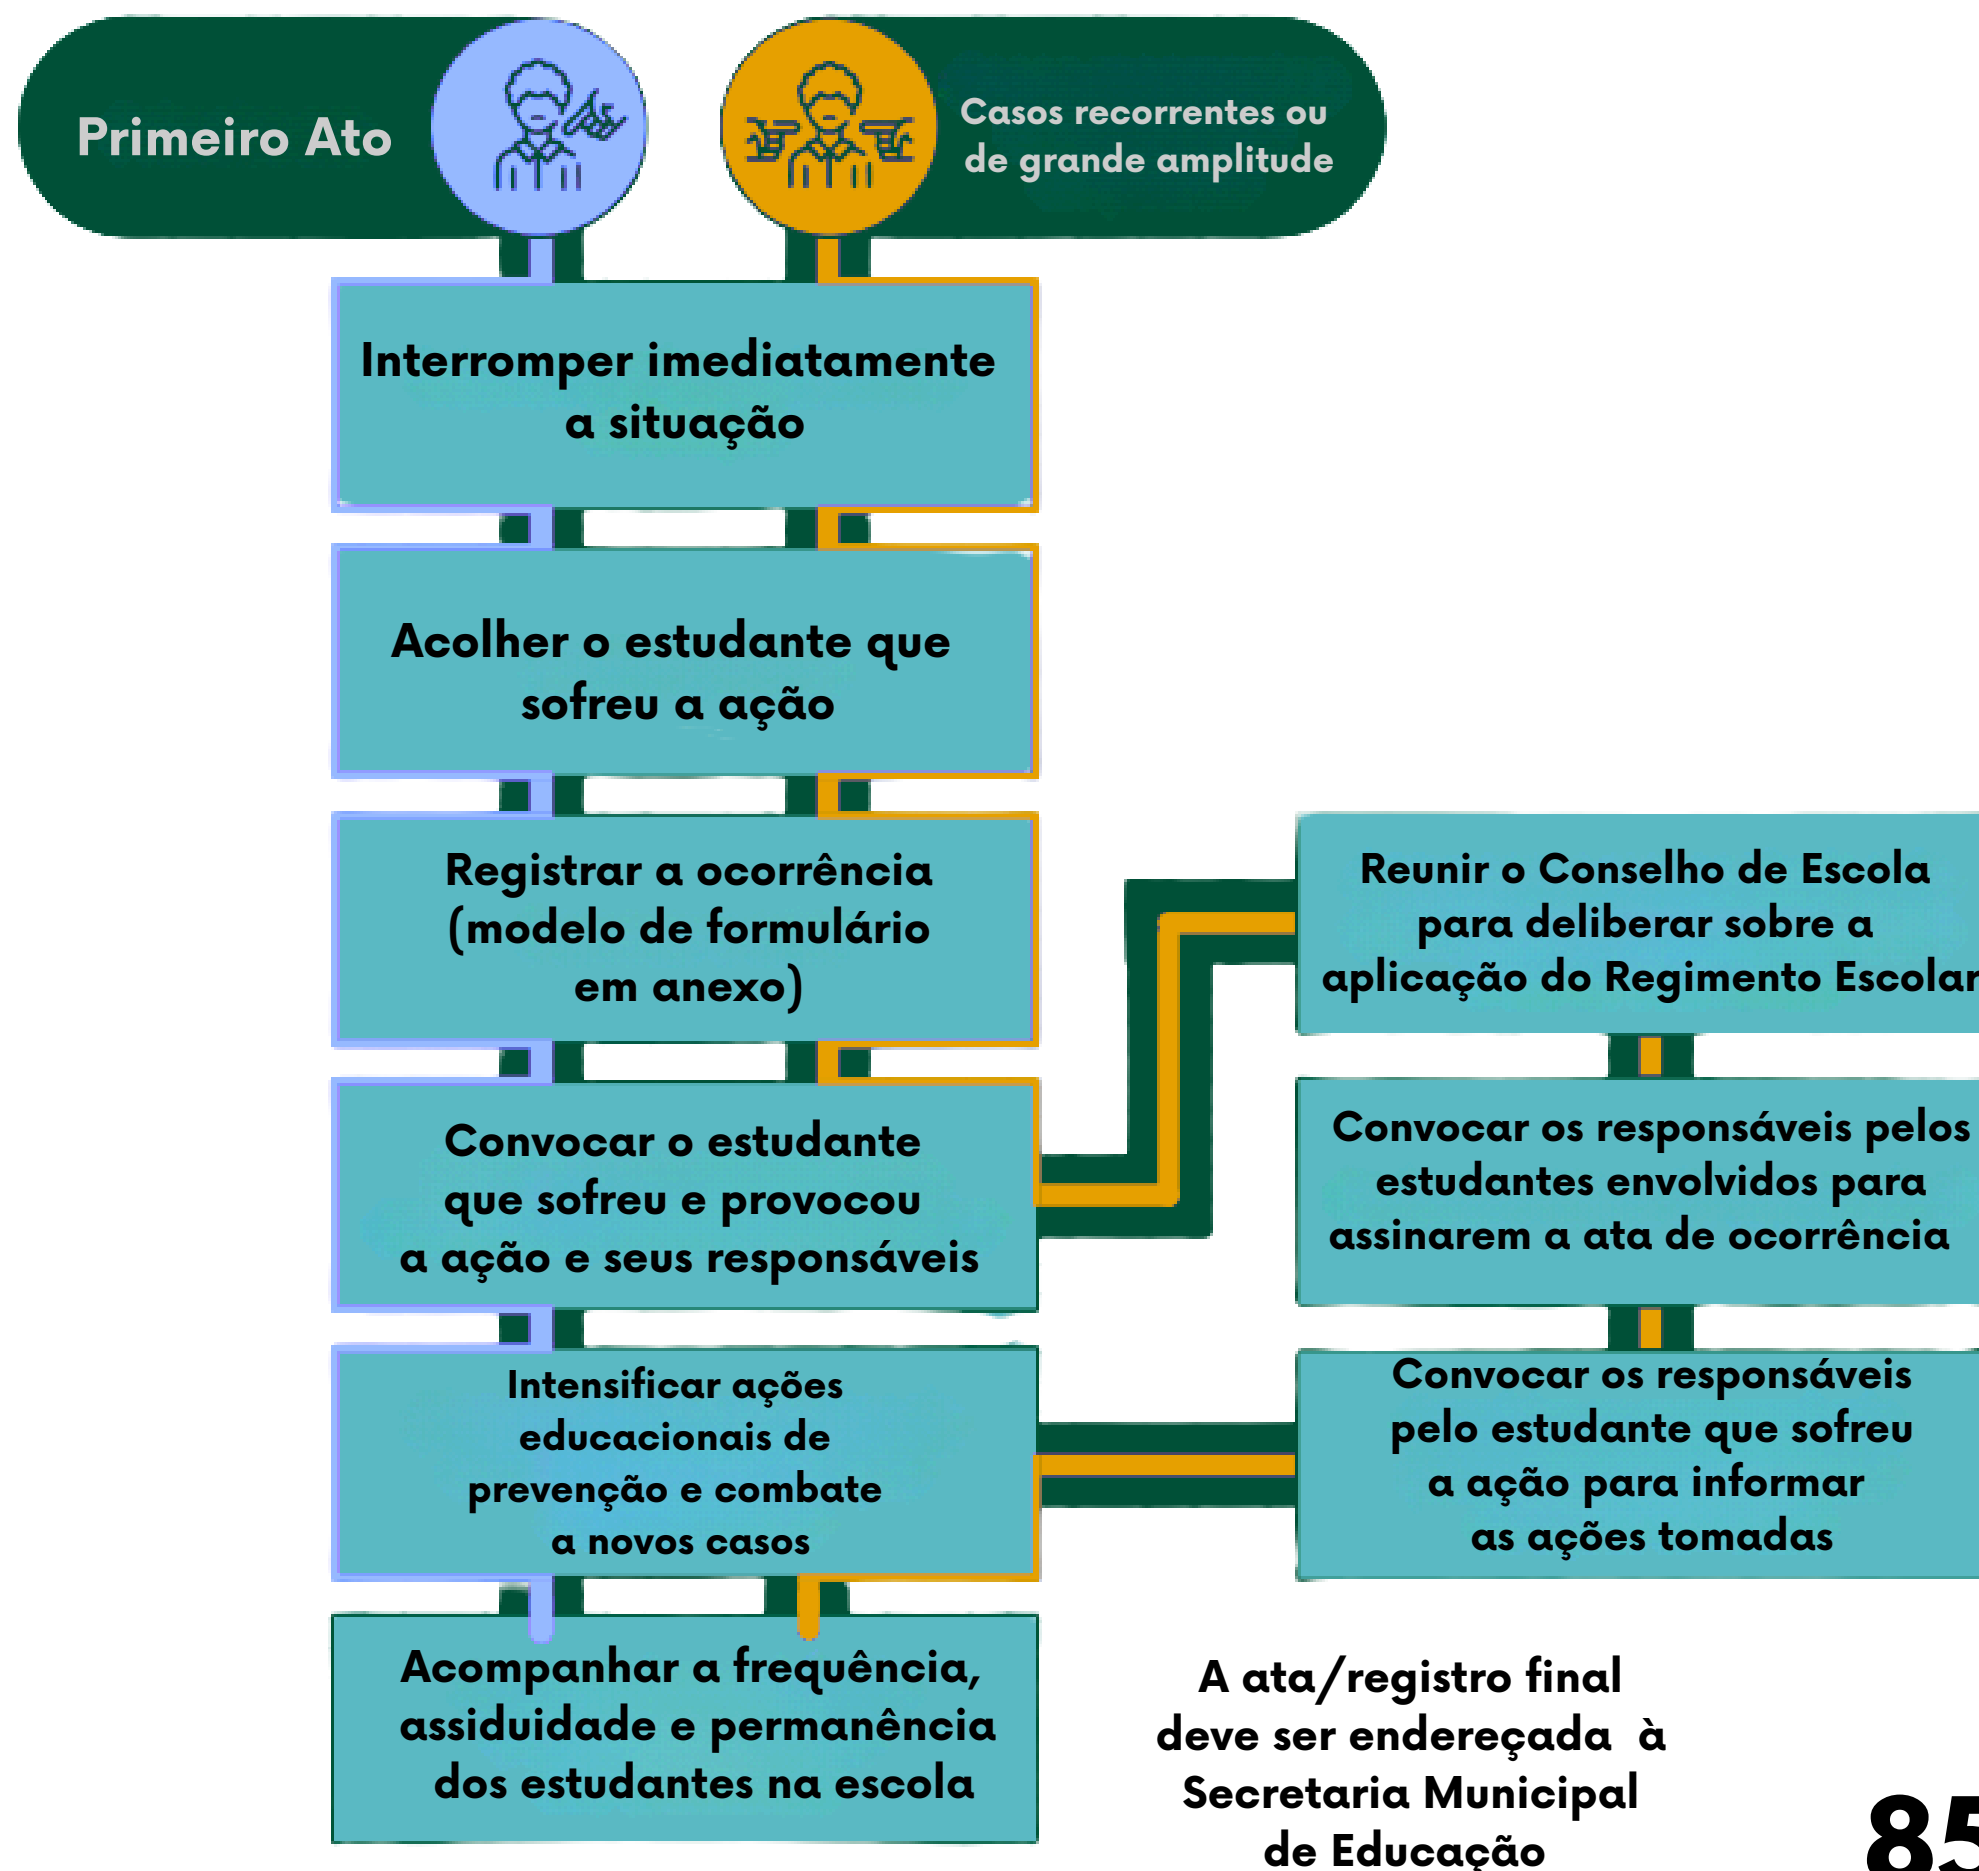 Primeiro Ato
Casos recorrentes ou
de grande amplitude
Interromper imediatamente
a situação
Acolher o estudante que
sofreu a ação
Registrar a ocorrência
(modelo de formulário
em anexo)
Convocar o estudante
que sofreu e provocou
a ação e seus responsáveis
Reunir o Conselho de Escola
para deliberar sobre a
aplicação do Regimento Escolar
Convocar os responsáveis pelos
estudantes envolvidos para
assinarem a ata de ocorrência
Convocar os responsáveis
pelo estudante que sofreu
a ação para informar
as ações tomadas
Intensificar ações
educacionais de
prevenção e combate
a novos casos
Acompanhar a frequência,
assiduidade e permanência
dos estudantes na escola
A ata/registro final
deve ser endereçada à
Secretaria Municipal
de Educação
85